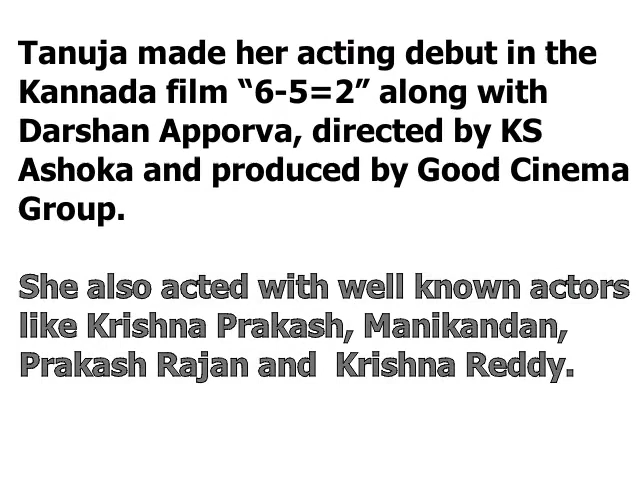 Tanuja made her acting debut in the
Kannada film “6-5=2” along with
Darshan Apporva, directed by KS
Ashoka and produced by Good Cinema
Group.
She also acted with well known actors
like Krishna Prakash, Manikandan,
Prakash Rajan and  Krishna Reddy.